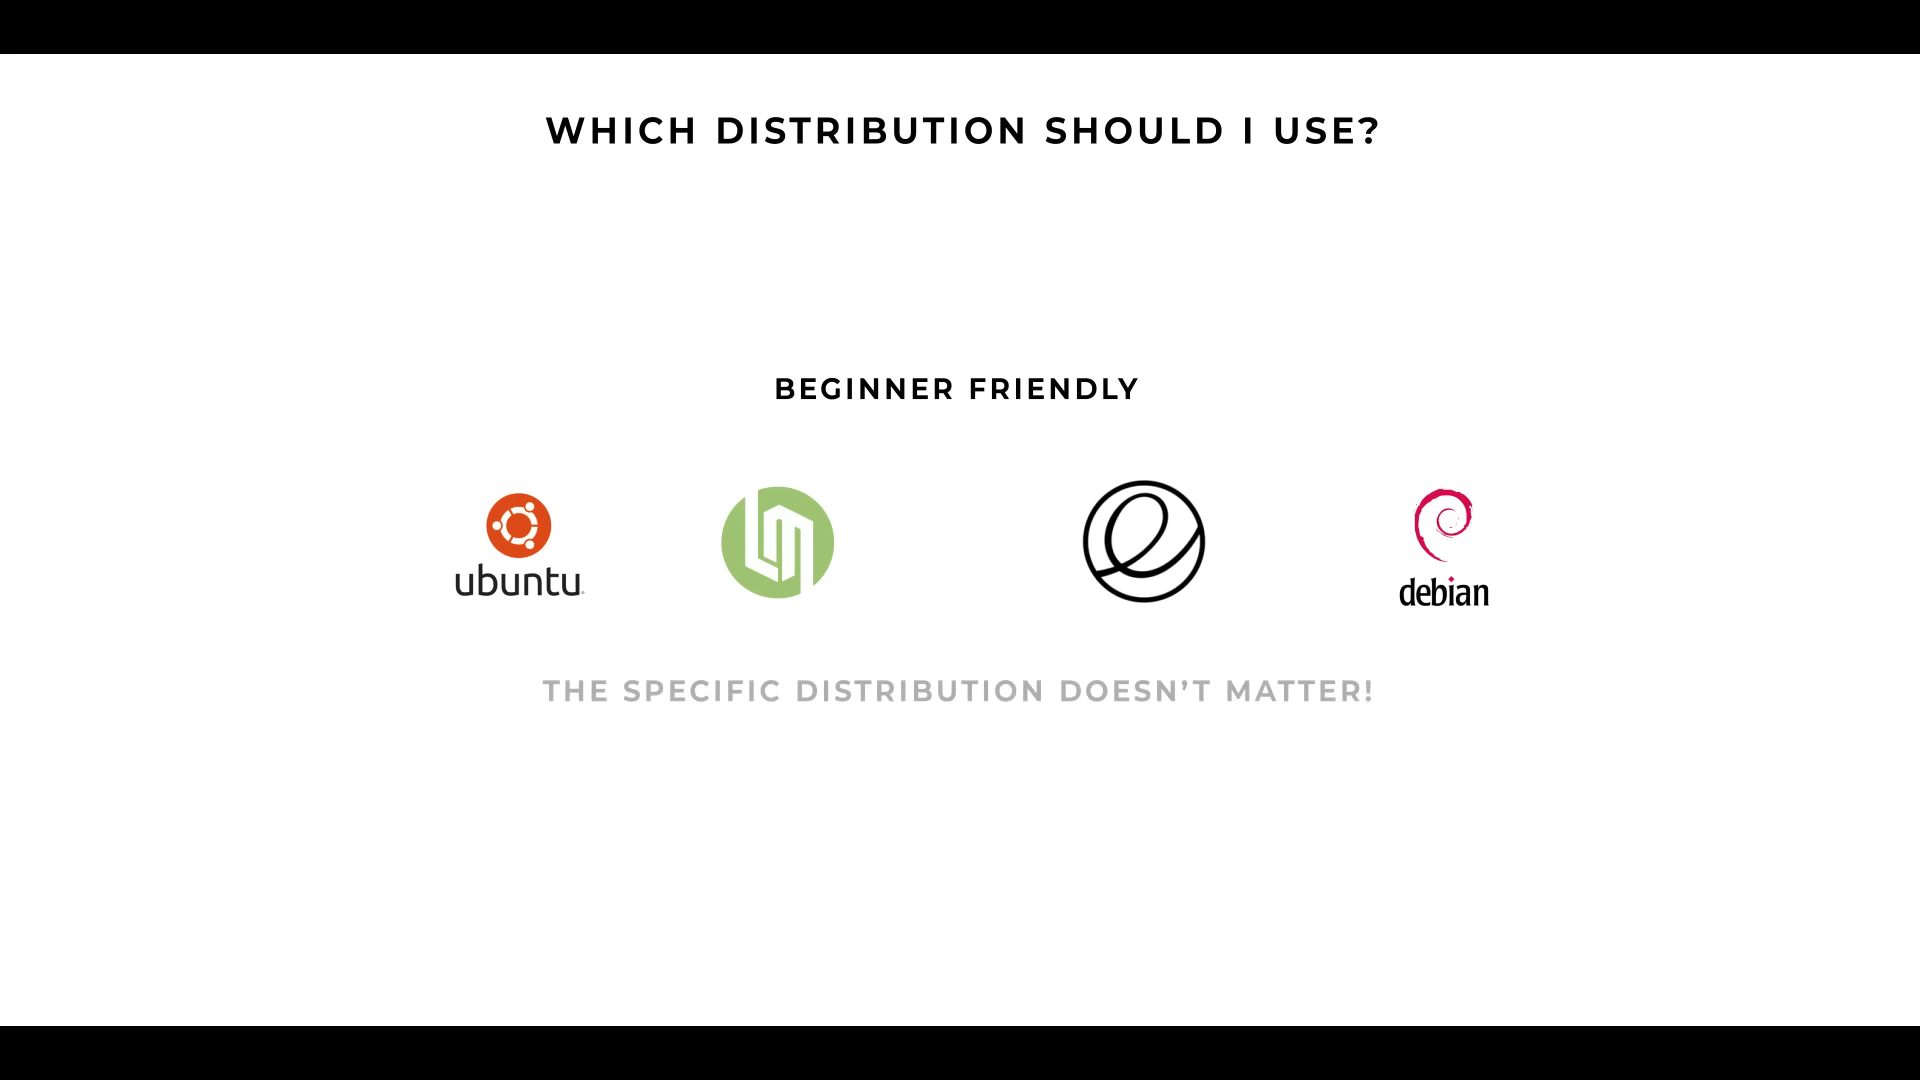 WHICH DISTRIBUTION SHOULD I USE?
BEGINNER FRIENDLY
ubuntu
debian
THE SPECIFIC DISTRIBUTION DOESN’T MATTER!